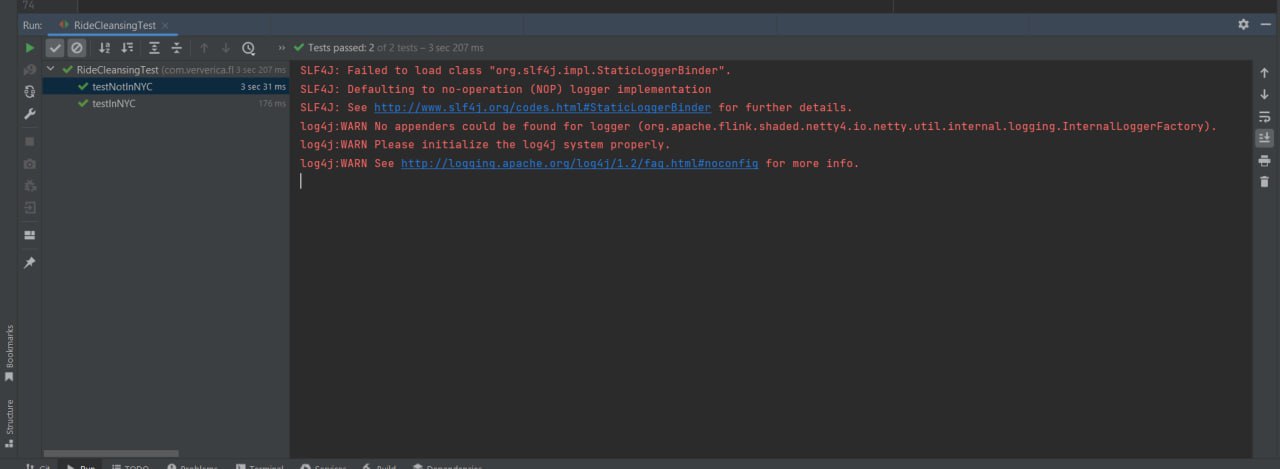 74
Run: RideCleansingTest
Tests passed: 2 of 2 tests – 3 sec 207 ms
RideCleansingTest (com.ververica.fl 3 sec 207 ms
testNotInNYC 3 sec 31 ms
testInNYC 176 ms
SLF4J: Failed to load class "org.slf4j.impl.StaticLoggerBinder".
SLF4J: Defaulting to no-operation (NOP) logger implementation
SLF4J: See http://www.slf4j.org/codes.html#StaticLoggerBinder for further details.
log4j:WARN No appenders could be found for logger (org.apache.flink.shaded.netty4.io.netty.util.internal.logging.InternalLoggerFactory).
log4j:WARN Please initialize the log4j system properly.
log4j:WARN See http://logging.apache.org/log4j/1.2/faq.html#noconfig for more info.
Bookmarks
Structure
Git Run TODO Problems Terminal Services Build Dependencies